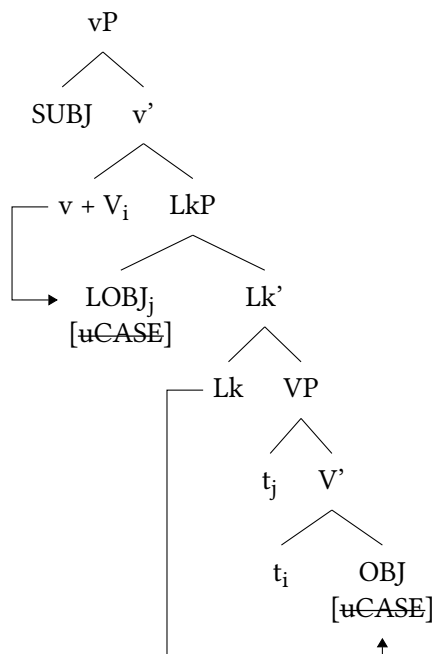 vP
SUBJ v’
v + Vᵢ LkP
LOBJⱼ Lk’
[uCASE]
Lk VP
tⱼ V’
tᵢ OBJ
[uCASE]